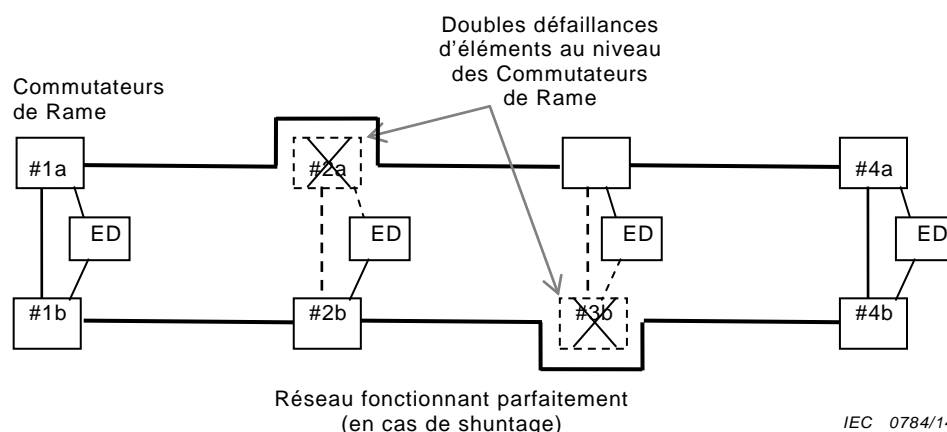 Doubles défaillances
d'éléments au niveau
des Commutateurs
de Rame
Commutateurs
de Rame
#1a
#2a
#4a
ED
ED
ED
ED
#1b
#2b
#3b
#4b
Réseau fonctionnant parfaitement
(en cas de shuntage)
IEC 0784/14